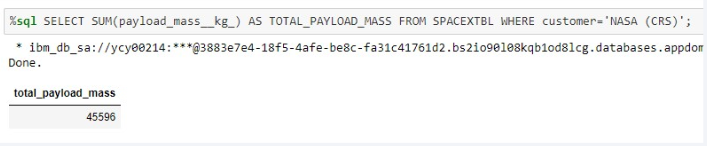 %sql SELECT SUM(payload_mass__kg_) AS TOTAL_PAYLOAD_MASS FROM SPACEXTBL WHERE customer='NASA (CRS)';
* ibm_db_sa://ycy00214:***@3883e7e4-18f5-4afe-be8c-fa31c41761d2.bs2io90l08kqb1od8lcg.databases.appdom
Done.
total_payload_mass
45596